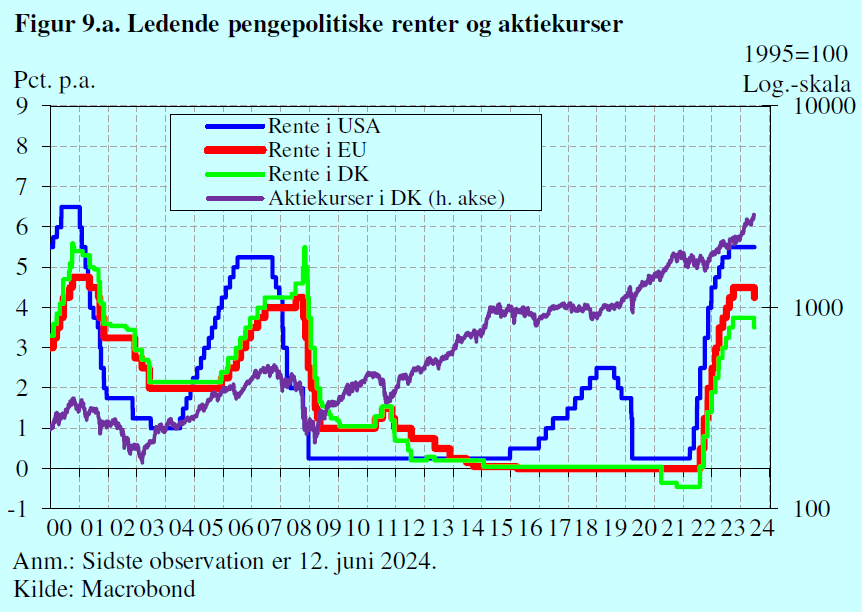 Figur 9.a. Ledende pengepolitiske renter og aktiekurser
1995=100
Pct. p.a.
Log.-skala
9
10000
Rente i USA
8
Rente i EU
Rente i DK
7
Aktiekurser i DK (h. akse)
6
5
4
1000
3
2
1
0
-1
100
00 01 02 03 04 05 06 07 08 09 10 11 12 13 14 15 16 17 18 19 20 21 22 23 24
Anm.: Sidste observation er 12. juni 2024.
Kilde: Macrobond